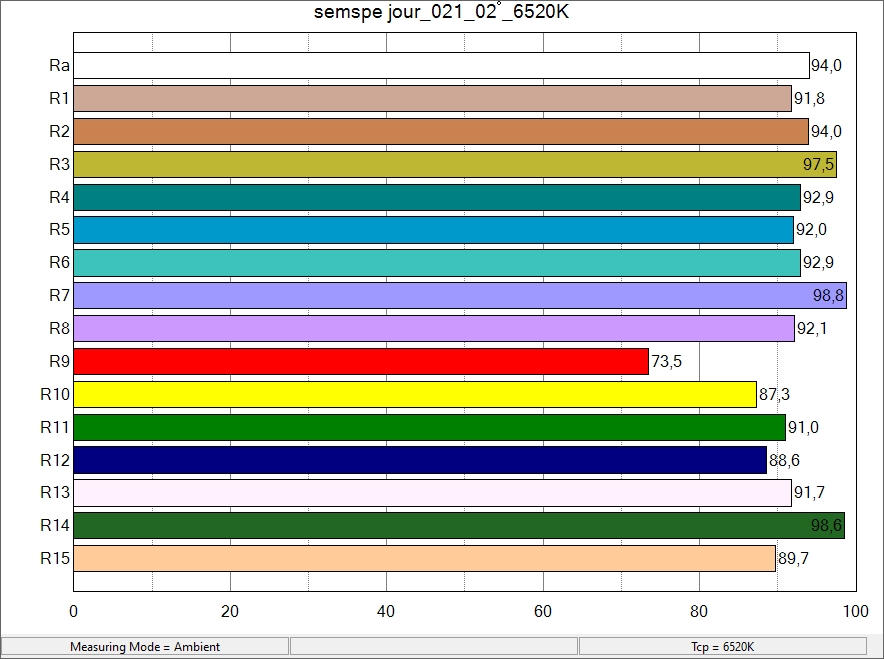 semspe jour_021_02°_6520K
Ra 94,0
R1 91,8
R2 94,0
R3 97,5
R4 92,9
R5 92,0
R6 92,9
R7 98,8
R8 92,1
R9 73,5
R10 87,3
R11 91,0
R12 88,6
R13 91,7
R14 98,6
R15 89,7
0 20 40 60 80 100
Measuring Mode = Ambient Tcp = 6520K